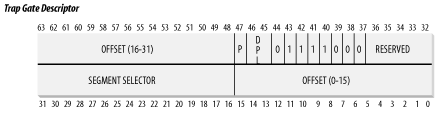 Trap Gate Descriptor
63 62 61 60 59 58 57 56 55 54 53 52 51 50 49 48 47 46 45 44 43 42 41 40 39 38 37 36 35 34 33 32
OFFSET (16-31) P DPL 0 1 1 1 1 0 0 0 RESERVED
SEGMENT SELECTOR OFFSET (0-15)
31 30 29 28 27 26 25 24 23 22 21 20 19 18 17 16 15 14 13 12 11 10 9 8 7 6 5 4 3 2 1 0